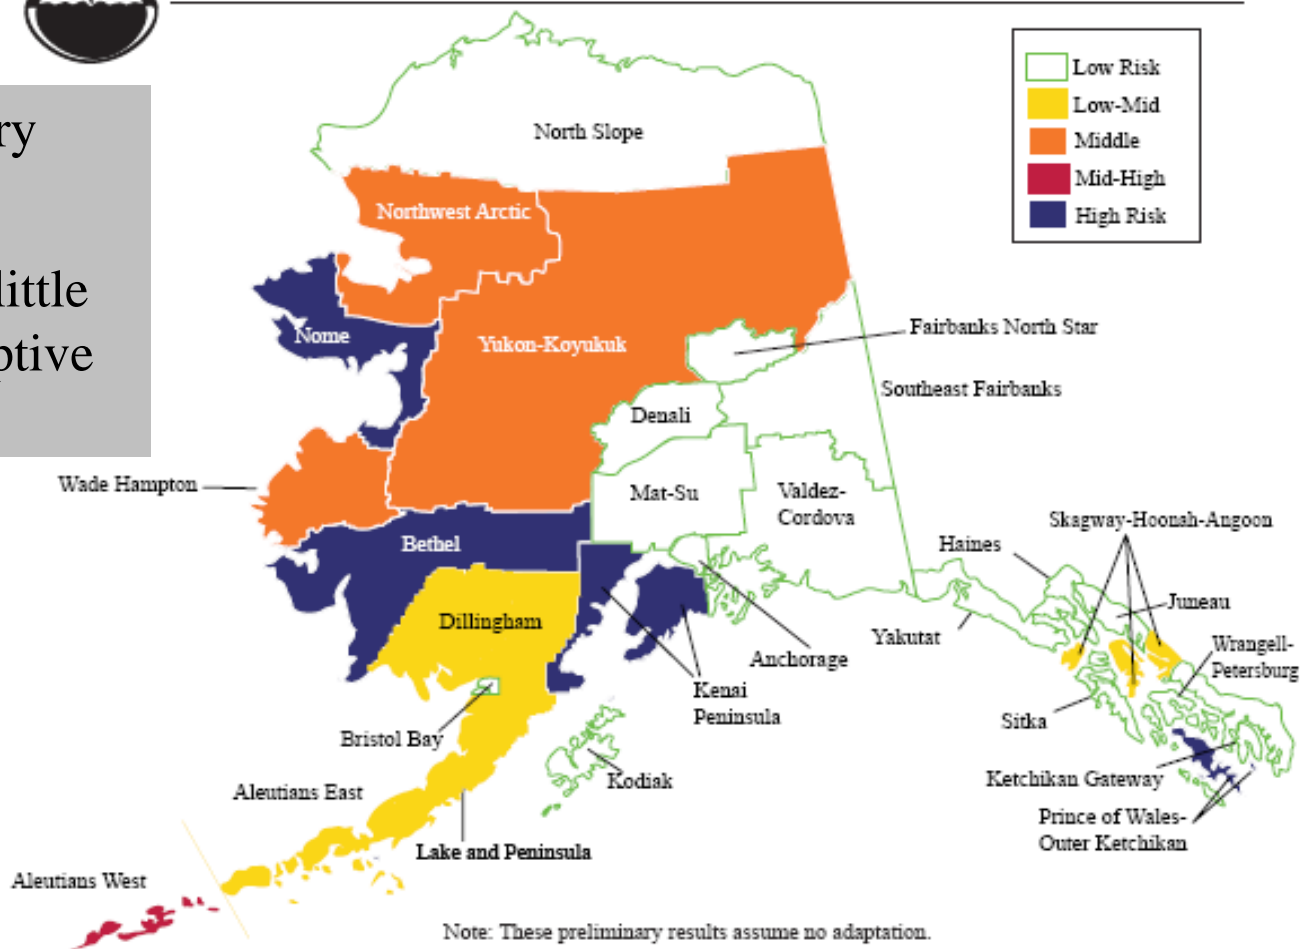 ry
little
ptive
Low Risk
Low-Mid
Middle
Mid-High
High Risk
North Slope
Northwest Arctic
Nome
Yukon-Koyukuk
Fairbanks North Star
Southeast Fairbanks
Denali
Wade Hampton
Mat-Su
Valdez-
Cordova
Skagway-Hoonah-Angoon
Haines
Bethel
Juneau
Dillingham
Yakutat
Wrangell-
Petersburg
Anchorage
Kenai
Peninsula
Sitka
Bristol Bay
Kodiak
Ketchikan Gateway
Aleutians East
Prince of Wales-
Outer Ketchikan
Lake and Peninsula
Aleutians West
Note: These preliminary results assume no adaptation.